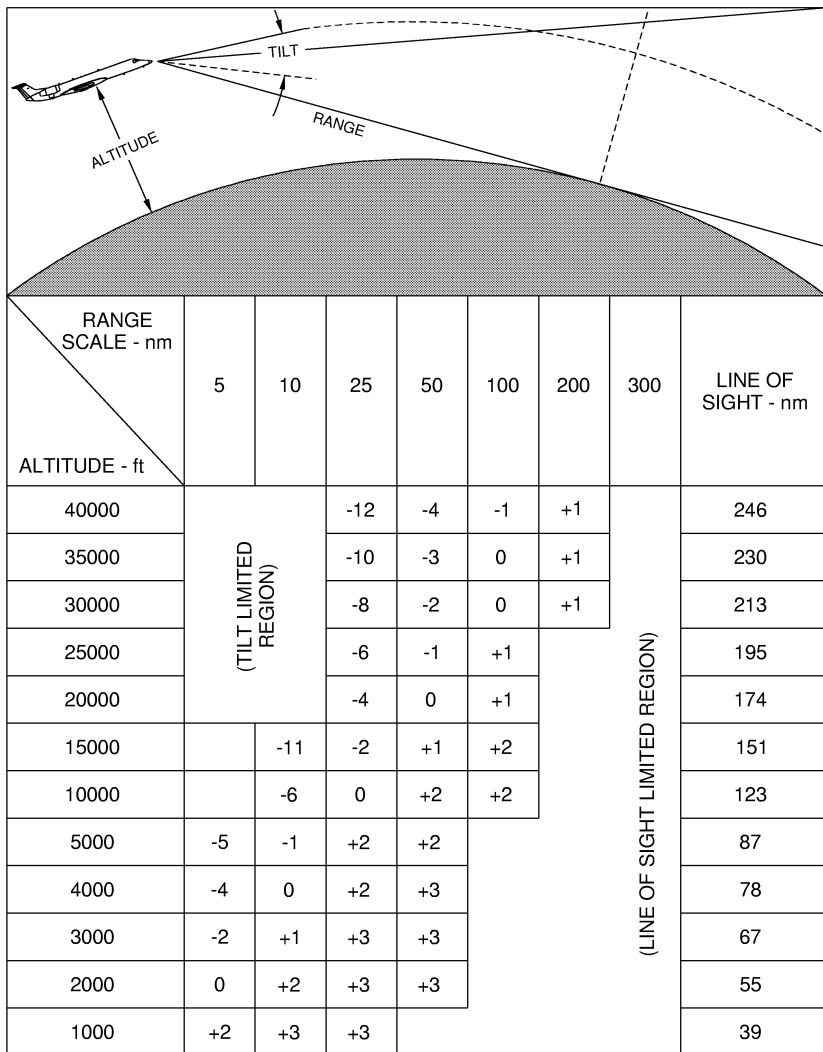 TILT
RANGE
ALTITUDE
RANGE
SCALE - nm
ALTITUDE - ft
5 10 25 50 100 200 300 LINE OF
SIGHT - nm
40000 -12 -4 -1 +1 246
35000 -10 -3 0 +1 230
30000 -8 -2 0 +1 213
25000 -6 -1 +1 195
20000 -4 0 +1 174
15000 -11 -2 +1 +2 151
10000 -6 0 +2 +2 123
5000 -5 -1 +2 +2 87
4000 -4 0 +2 +3 78
3000 -2 +1 +3 +3 67
2000 0 +2 +3 +3 55
1000 +2 +3 +3 39
(TILT LIMITED
REGION)
(LINE OF SIGHT LIMITED REGION)